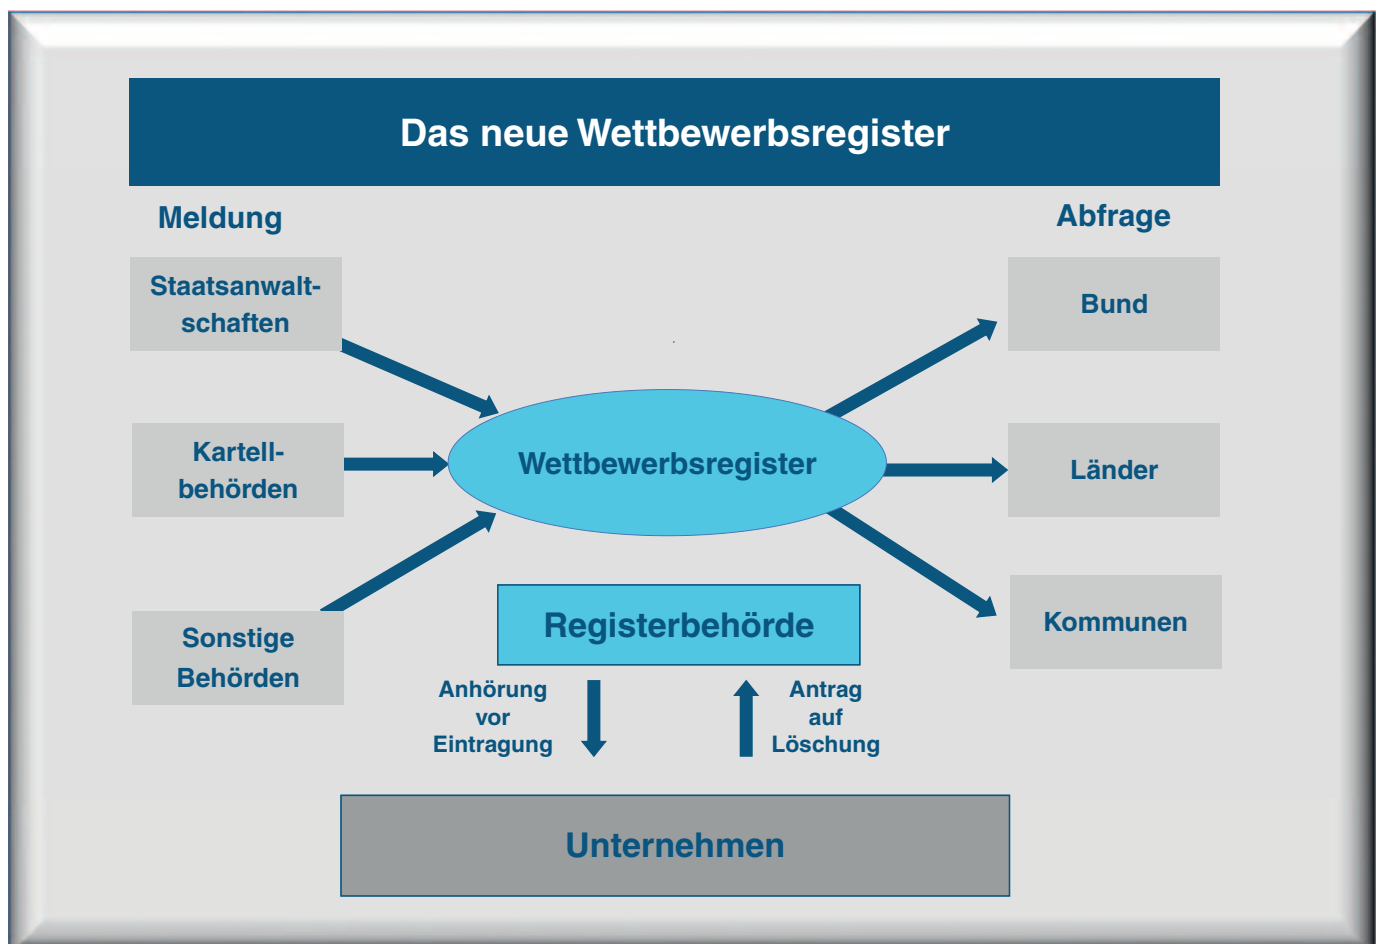 Das neue Wettbewerbsregister
Meldung
Abfrage
Staatsanwalt-
schaften
Bund
Kartell-
behörden
Wettbewerbsregister
Länder
Sonstige
Behörden
Registerbehörde
Kommunen
Anhörung
vor
Eintragung
Antrag
auf
Löschung
Unternehmen